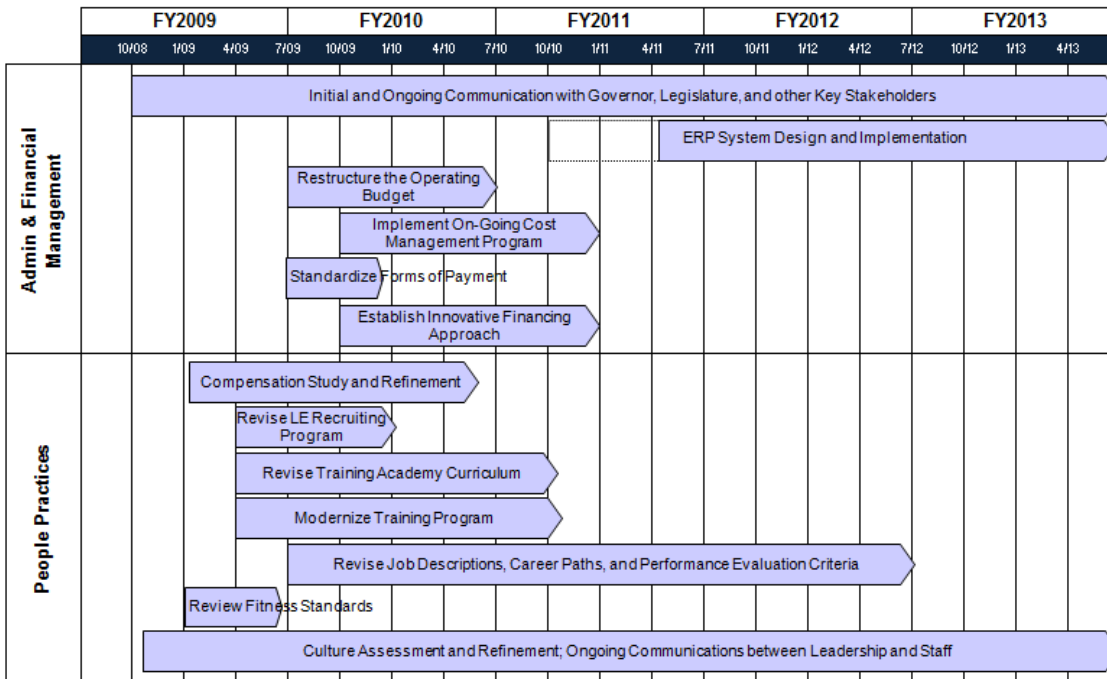 FY2009 FY2010 FY2011 FY2012 FY2013
10/08 1/09 4/09 7/09 10/09 1/10 4/10 7/10 10/10 1/11 4/11 7/11 10/11 1/12 4/12 7/12 10/12 1/13 4/13
Admin & Financial
Management
Initial and Ongoing Communication with Governor, Legislature, and other Key Stakeholders
ERP System Design and Implementation
Restructure the Operating
Budget
Implement On-Going Cost
Management Program
Standardize Forms of Payment
Establish Innovative Financing
Approach
People Practices
Compensation Study and Refinement
Revise LE Recruiting
Program
Revise Training Academy Curriculum
Modernize Training Program
Revise Job Descriptions, Career Paths, and Performance Evaluation Criteria
Review Fitness Standards
Culture Assessment and Refinement; Ongoing Communications between Leadership and Staff